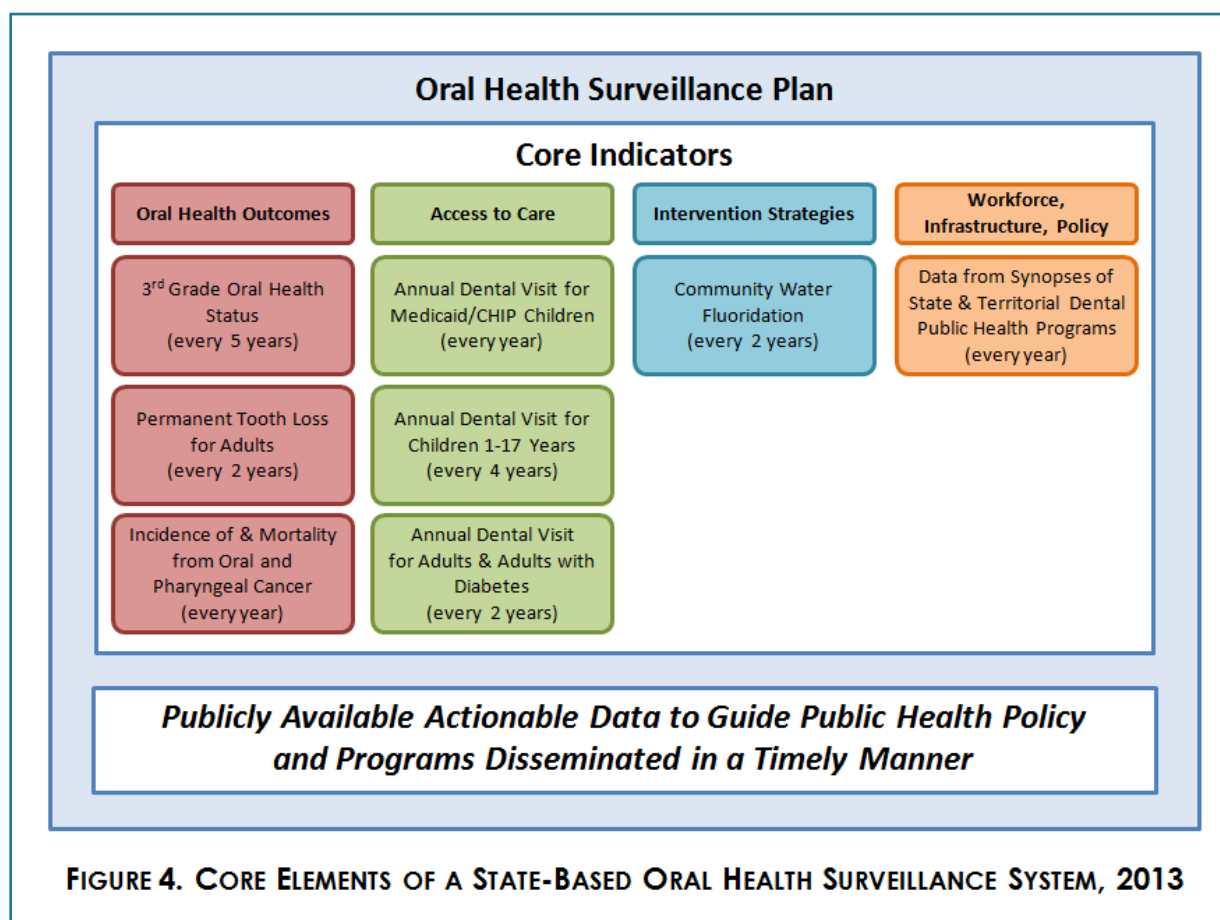 Oral Health Surveillance Plan
Core Indicators
Oral Health Outcomes
3rd Grade Oral Health
Status
(every 5 years)
Permanent Tooth Loss
for Adults
(every 2 years)
Incidence of & Mortality
from Oral and
Pharyngeal Cancer
(every year)
Access to Care
Annual Dental Visit for
Medicaid/CHIP Children
(every year)
Annual Dental Visit for
Children 1-17 Years
(every 4 years)
Annual Dental Visit
for Adults & Adults with
Diabetes
(every 2 years)
Intervention Strategies
Community Water
Fluoridation
(every 2 years)
Workforce,
Infrastructure, Policy
Data from Synopses of
State & Territorial Dental
Public Health Programs
(every year)
Publicly Available Actionable Data to Guide Public Health Policy
and Programs Disseminated in a Timely Manner
FIGURE 4. CORE ELEMENTS OF A STATE-BASED ORAL HEALTH SURVEILLANCE SYSTEM, 2013